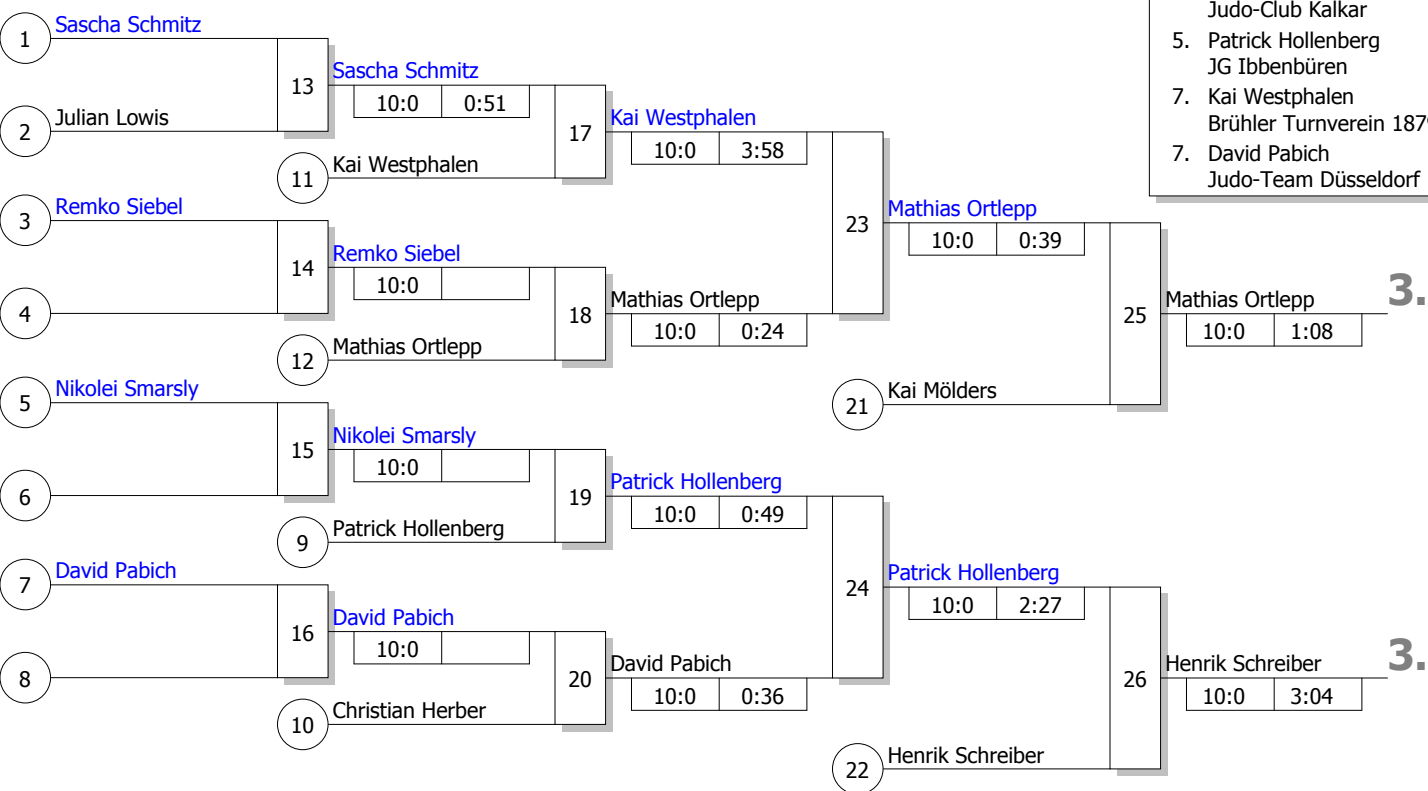 Judo-Club Kalkar
5. Patrick Hollenberg
JG Ibbenbüren
7. Kai Westphalen
Brühler Turnverein 1879
7. David Pabich
Judo-Team Düsseldorf
1 Sascha Schmitz
13 Sascha Schmitz
10:0 0:51
2 Julian Lowis
17 Kai Westphalen
10:0 3:58
11 Kai Westphalen
3 Remko Siebel
23 Mathias Ortlepp
10:0 0:39
14 Remko Siebel
10:0
4
18 Mathias Ortlepp
10:0 0:24
25 Mathias Ortlepp 3.
10:0 1:08
12 Mathias Ortlepp
5 Nikolei Smarsly
21 Kai Mölders
15 Nikolei Smarsly
10:0
6
19 Patrick Hollenberg
10:0 0:49
9 Patrick Hollenberg
7 David Pabich
24 Patrick Hollenberg
10:0 2:27
16 David Pabich
10:0
8
20 David Pabich
10:0 0:36
26 Henrik Schreiber 3.
10:0 3:04
10 Christian Herber
22 Henrik Schreiber